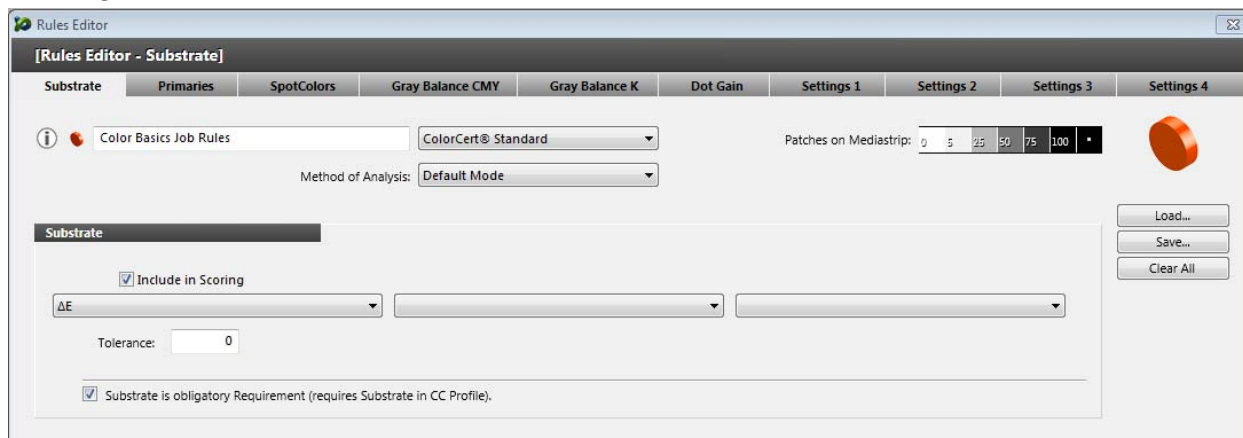 Rules Editor
[Rules Editor - Substrate]
Substrate Primaries SpotColors Gray Balance CMY Gray Balance K Dot Gain Settings 1 Settings 2 Settings 3 Settings 4
Color Basics Job Rules ColorCert® Standard Patches on Mediastrip: 0 5 25 50 75 100 *
Method of Analysis: Default Mode
Load...
Substrate
Save...
Include in Scoring Clear All
ΔE
Tolerance: 0
Substrate is obligatory Requirement (requires Substrate in CC Profile).